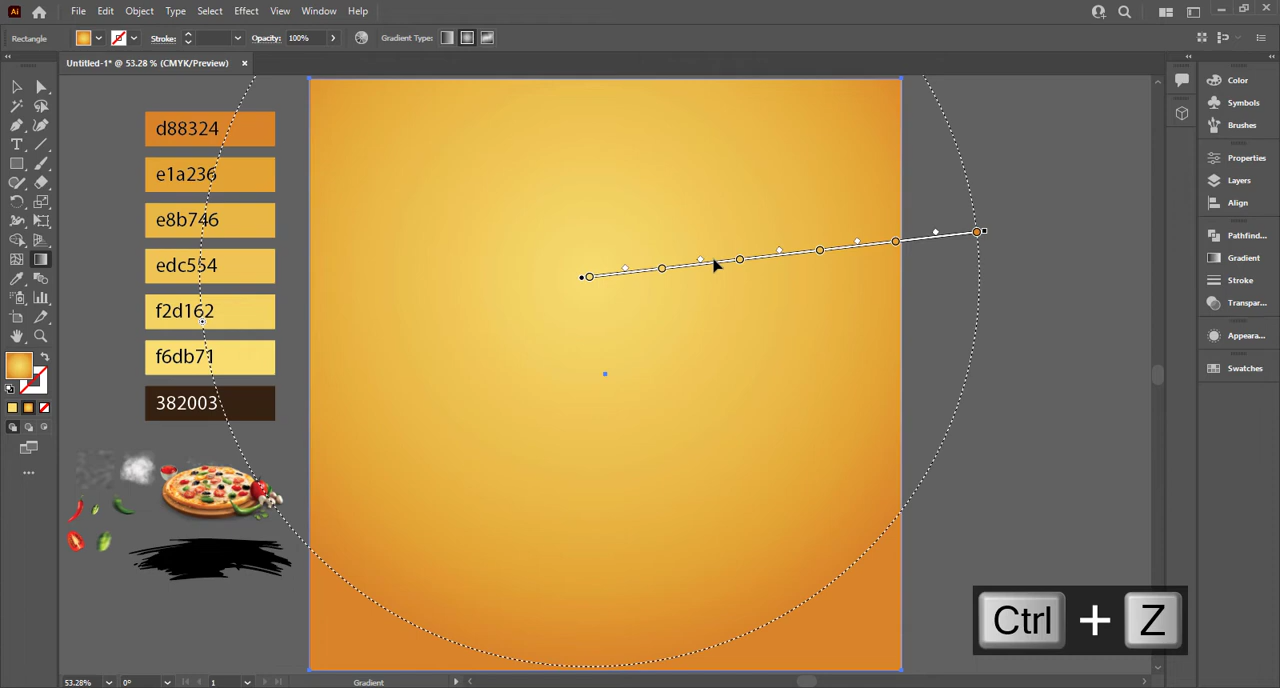 Ai File Edit Object Type Select Effect View Window Help
Rectangle Stroke: Opacity: 100% Gradient Type:
Untitled-1* @ 53.28 % (CMYK/Preview) ×
d88324
e1a236
e8b746
edc554
f2d162
f6db71
382003
Color
Symbols
Brushes
Properties
Layers
Align
Pathfind...
Gradient
Stroke
Transpar...
Appeara...
Swatches
Ctrl + Z
53.28% 0° 1 Gradient